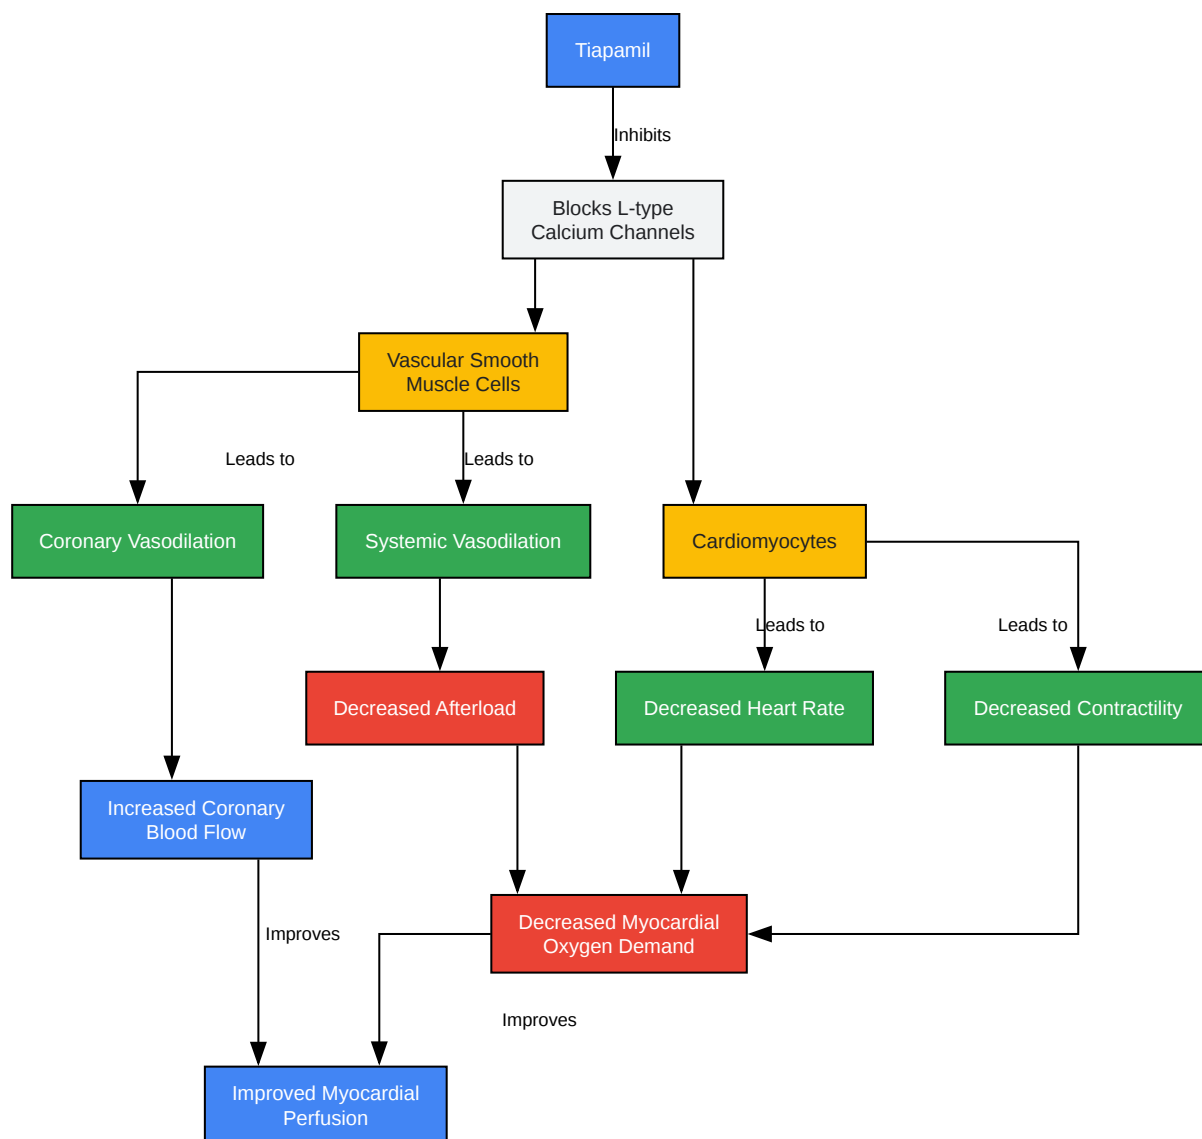 Tiapamil
Inhibits
Blocks L-type
Calcium Channels
Vascular Smooth
Muscle Cells
Leads to
Leads to
Coronary Vasodilation
Systemic Vasodilation
Cardiomyocytes
Leads to
Leads to
Decreased Afterload
Decreased Heart Rate
Decreased Contractility
Increased Coronary
Blood Flow
Decreased Myocardial
Oxygen Demand
Improves
Improves
Improved Myocardial
Perfusion